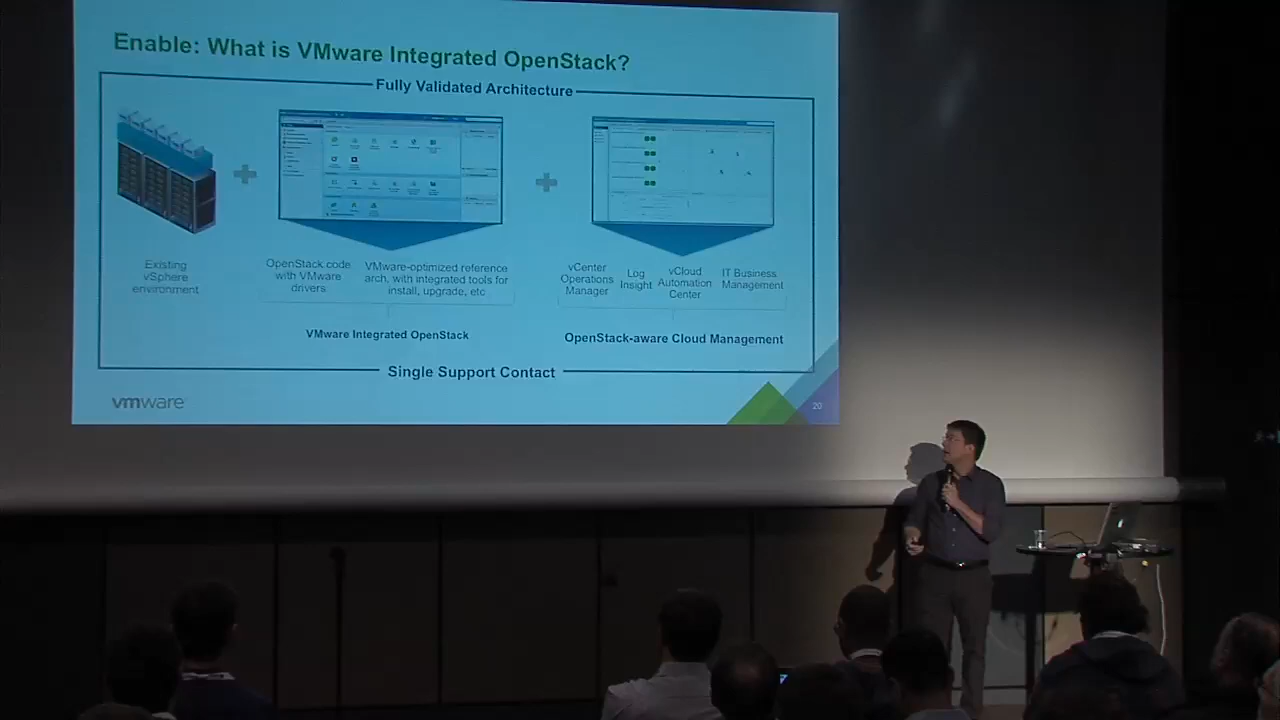 Enable: What is VMware Integrated OpenStack?
Fully Validated Architecture
Existing
vSphere
environment
OpenStack code
with VMware
drivers
VMware-optimized reference
arch, with integrated tools for
install, upgrade, etc
VMware Integrated OpenStack
vCenter
Operations
Manager
Log
Insight
vCloud
Automation
Center
IT Business
Management
OpenStack-aware Cloud Management
Single Support Contact
vmware
20